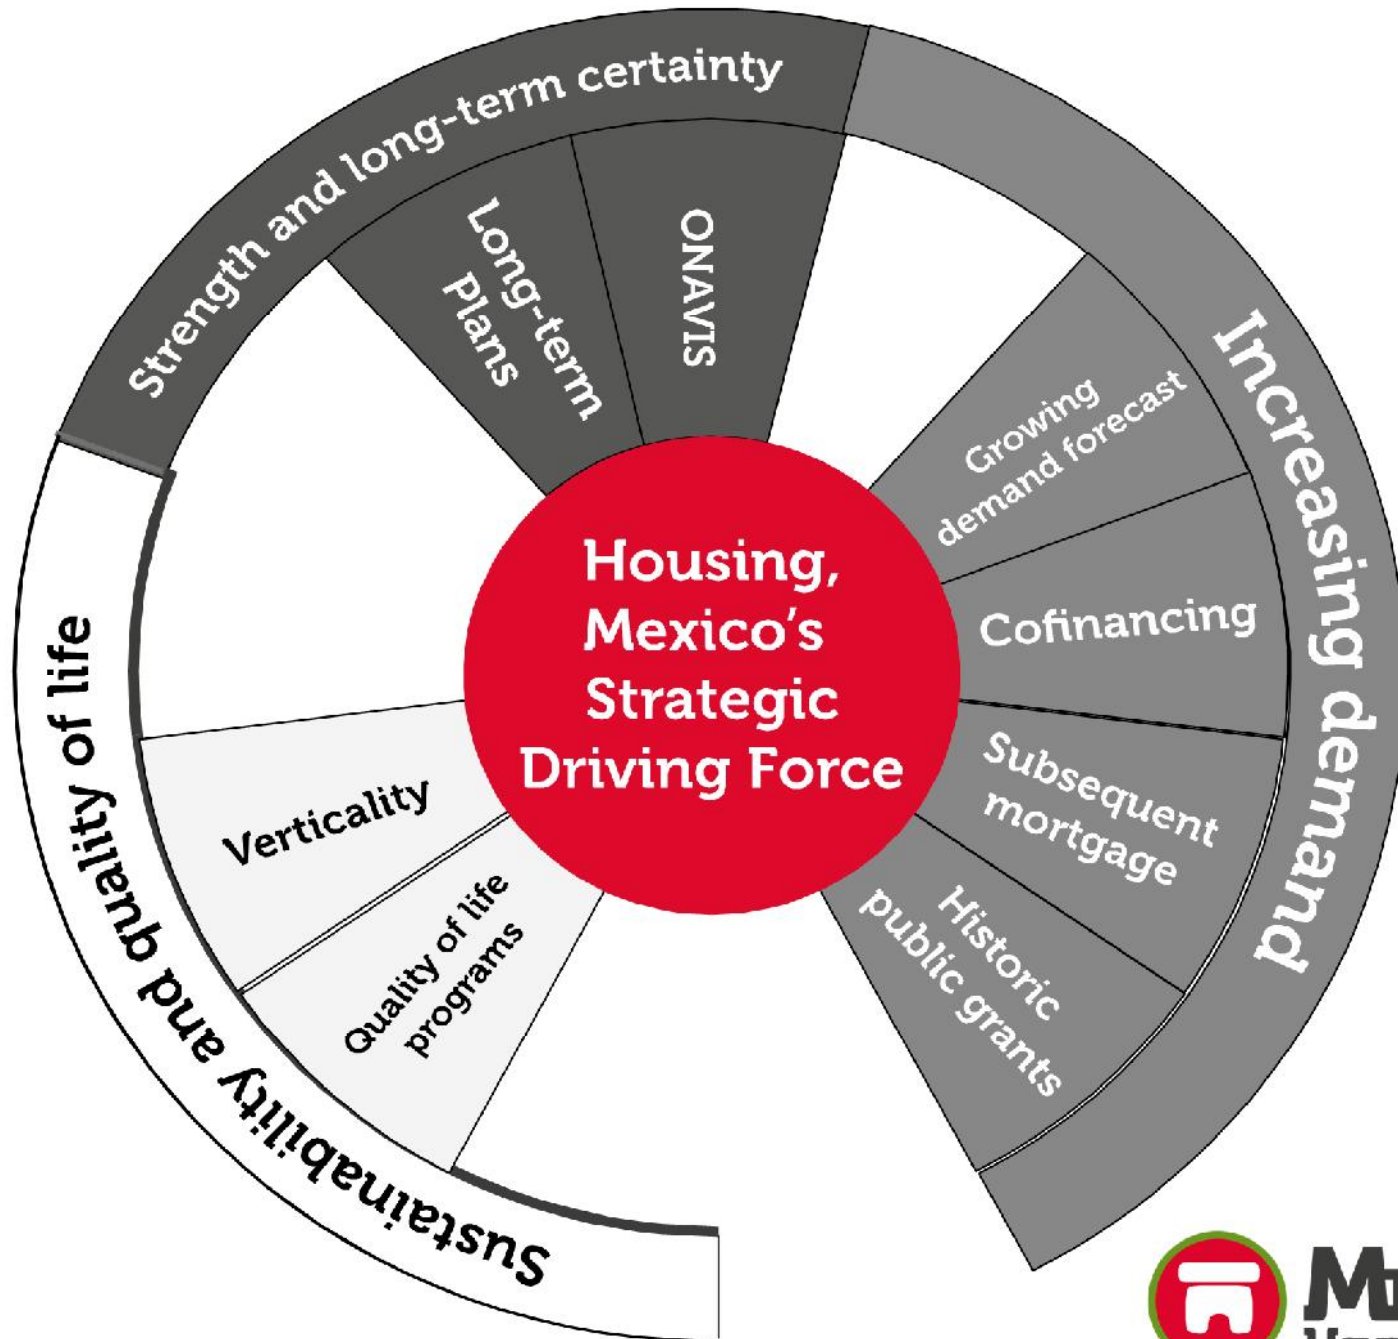 Strength and long-term certainty
Long-term
Plans
ONAVIS
Increasing demand
Growing
demand forecast
Cofinancing
Subsequent
mortgage
Historic
public grants
Housing,
Mexico's
Strategic
Driving Force
Verticality
Quality of life
programs
Sustainability and quality of life